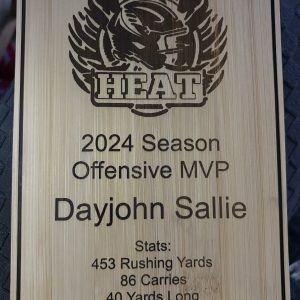 HEAT
2024 Season
Offensive MVP
Dayjohn Sallie
Stats:
453 Rushing Yards
86 Carries
40 Yards Long